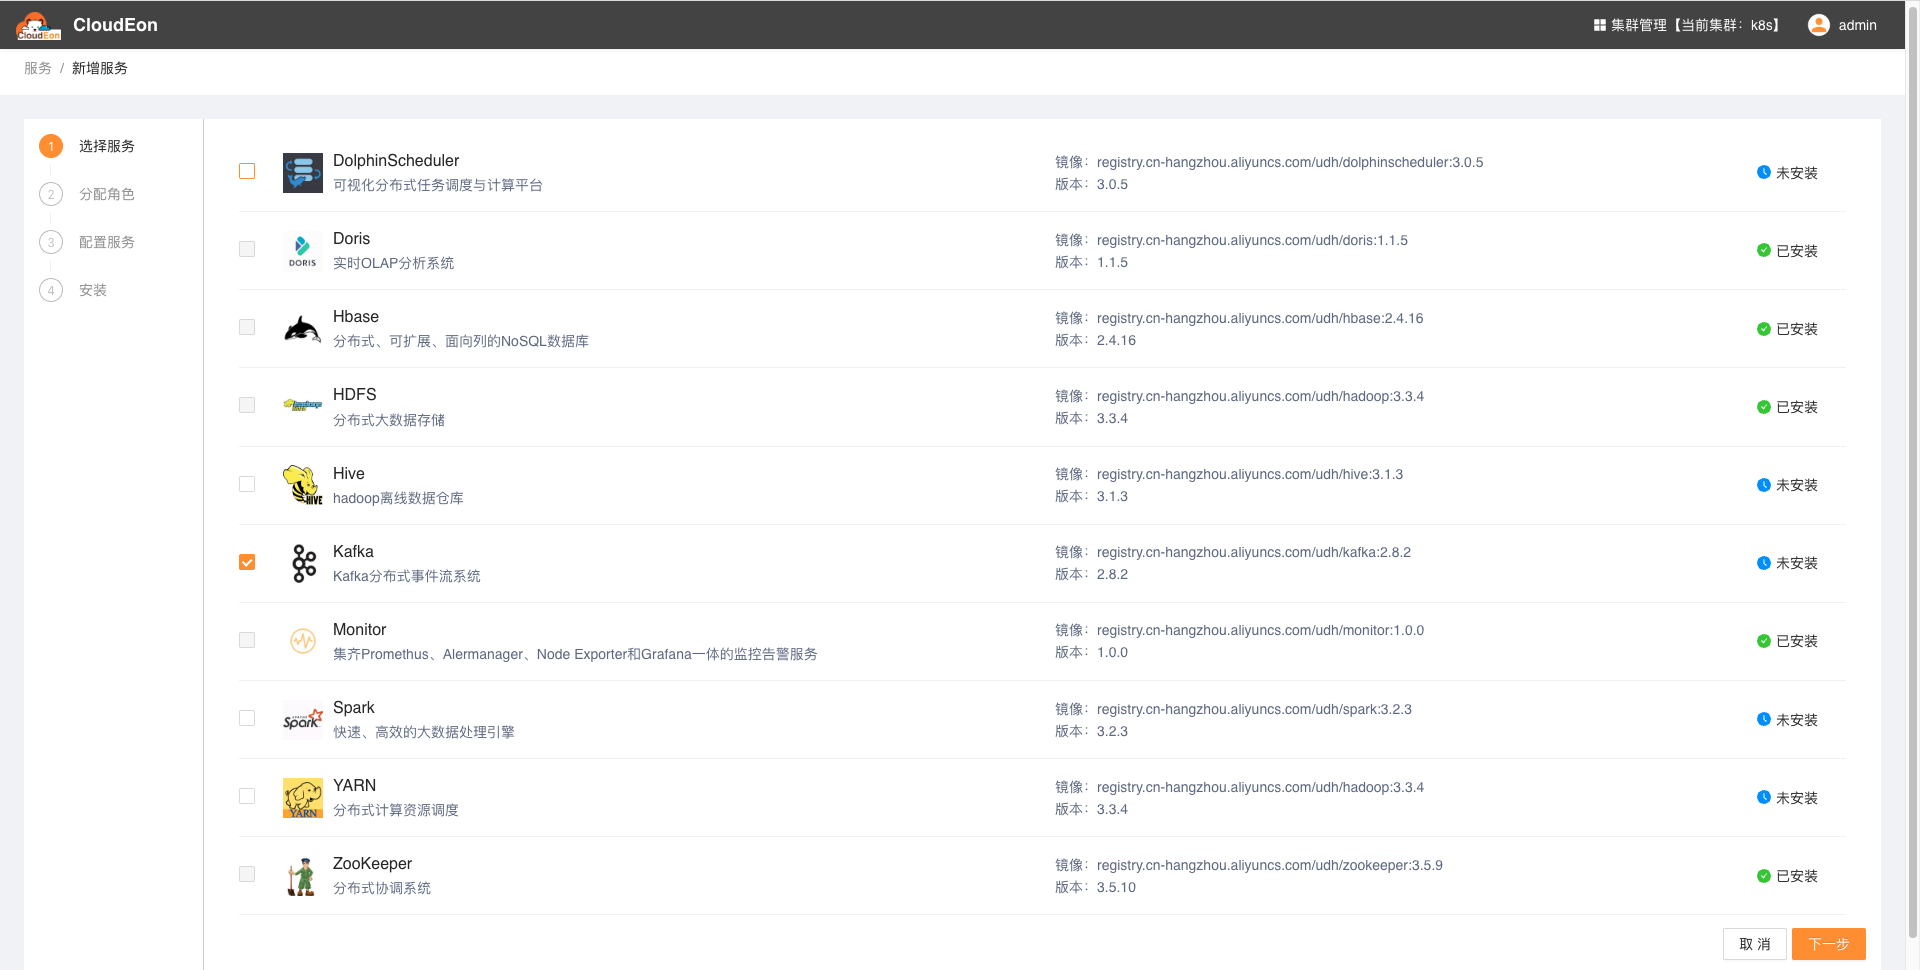 CloudEon
CloudEon
集群管理【当前集群：k8s】
admin
服务 / 新增服务
1 选择服务
2 分配角色
3 配置服务
4 安装
DolphinScheduler
可视化分布式任务调度与计算平台
镜像：registry.cn-hangzhou.aliyuncs.com/udh/dolphinscheduler:3.0.5
版本：3.0.5
未安装
DORIS
Doris
实时OLAP分析系统
镜像：registry.cn-hangzhou.aliyuncs.com/udh/doris:1.1.5
版本：1.1.5
已安装
Hbase
分布式、可扩展、面向列的NoSQL数据库
镜像：registry.cn-hangzhou.aliyuncs.com/udh/hbase:2.4.16
版本：2.4.16
已安装
HDFS
分布式大数据存储
镜像：registry.cn-hangzhou.aliyuncs.com/udh/hadoop:3.3.4
版本：3.3.4
已安装
HIVE
Hive
hadoop离线数据仓库
镜像：registry.cn-hangzhou.aliyuncs.com/udh/hive:3.1.3
版本：3.1.3
未安装
Kafka
Kafka分布式事件流系统
镜像：registry.cn-hangzhou.aliyuncs.com/udh/kafka:2.8.2
版本：2.8.2
未安装
Monitor
集齐Promethus、Alermanager、Node Exporter和Grafana一体的监控告警服务
镜像：registry.cn-hangzhou.aliyuncs.com/udh/monitor:1.0.0
版本：1.0.0
已安装
Spark
Spark
快速、高效的大数据处理引擎
镜像：registry.cn-hangzhou.aliyuncs.com/udh/spark:3.2.3
版本：3.2.3
未安装
YARN
YARN
分布式计算资源调度
镜像：registry.cn-hangzhou.aliyuncs.com/udh/hadoop:3.3.4
版本：3.3.4
未安装
ZooKeeper
分布式协调系统
镜像：registry.cn-hangzhou.aliyuncs.com/udh/zookeeper:3.5.9
版本：3.5.10
已安装
取 消
下一步